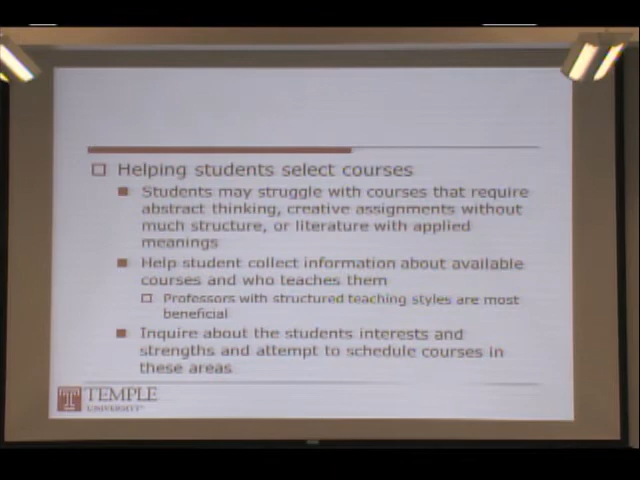 Helping students select courses
Students may struggle with courses that require
abstract thinking, creative assignments without
much structure, or literature with applied
meanings
Help student collect information about available
courses and who teaches them
Professors with structured teaching styles are most
beneficial
Inquire about the students interests and
strengths and attempt to schedule courses in
these areas
TEMPLE
UNIVERSITY